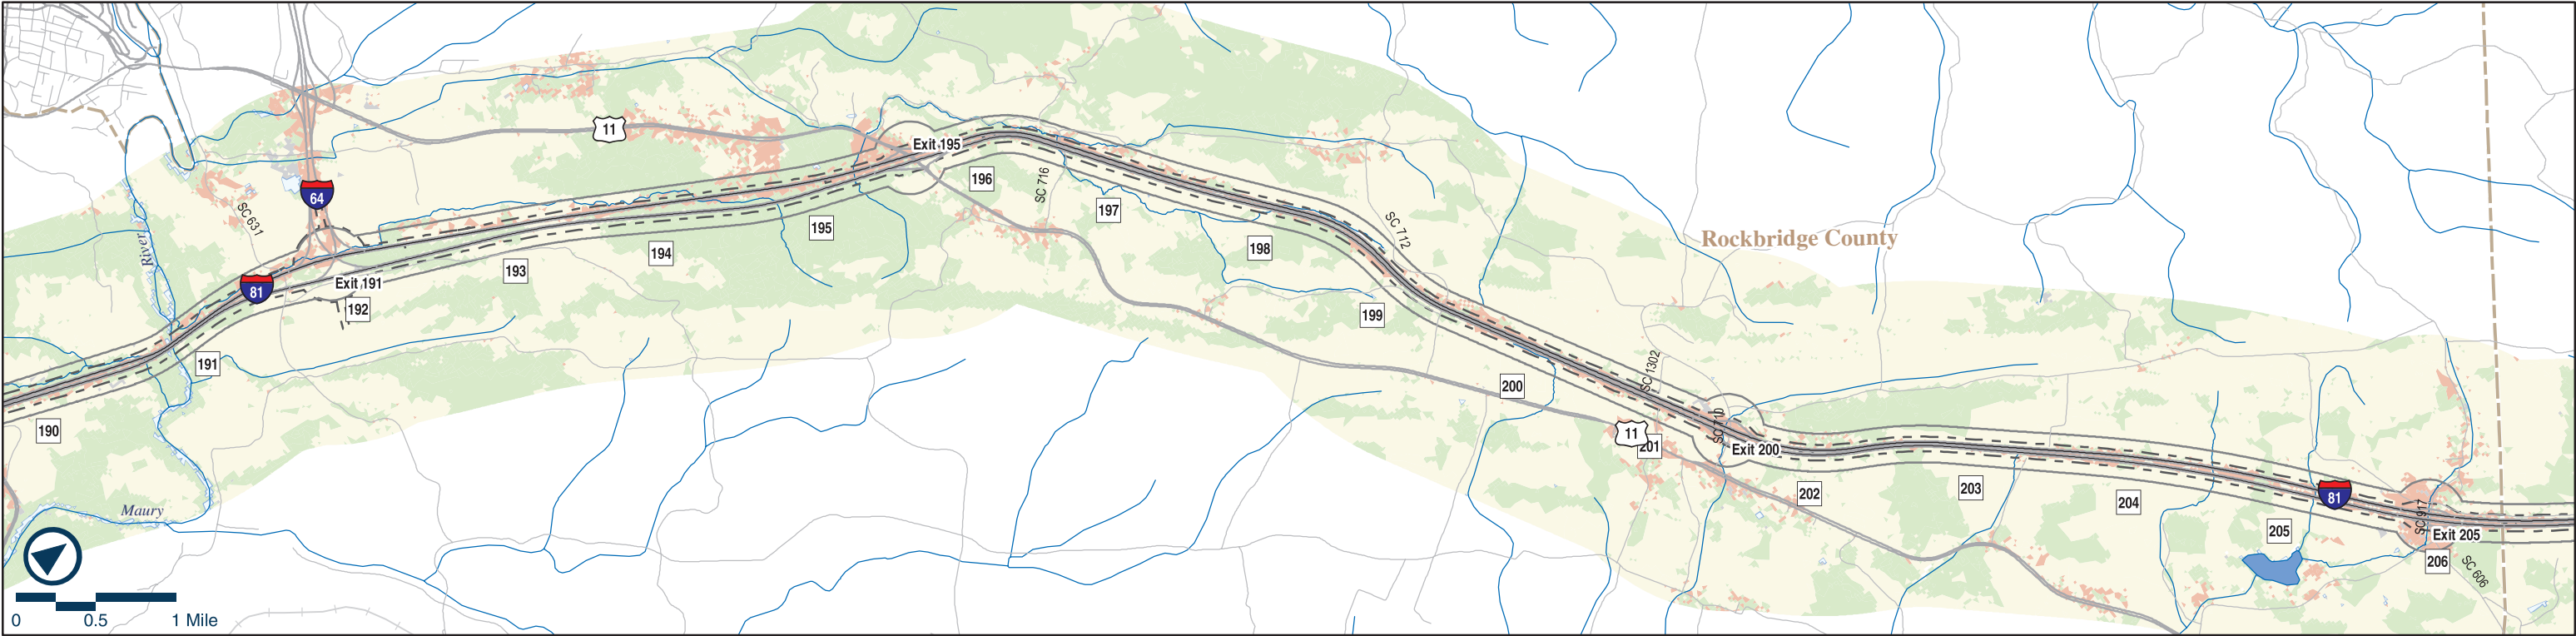 11
Exit 195
196
SC 716
64
SC 631
197
SC 712
195
198
Rockbridge County
River
194
193
81
Exit 191
192
199
191
SC 1302
200
190
11
201
SC 710
Exit 200
202
203
204
81
205
SC 917
Exit 205
206
SC 606
Maury
0 0.5 1 Mile